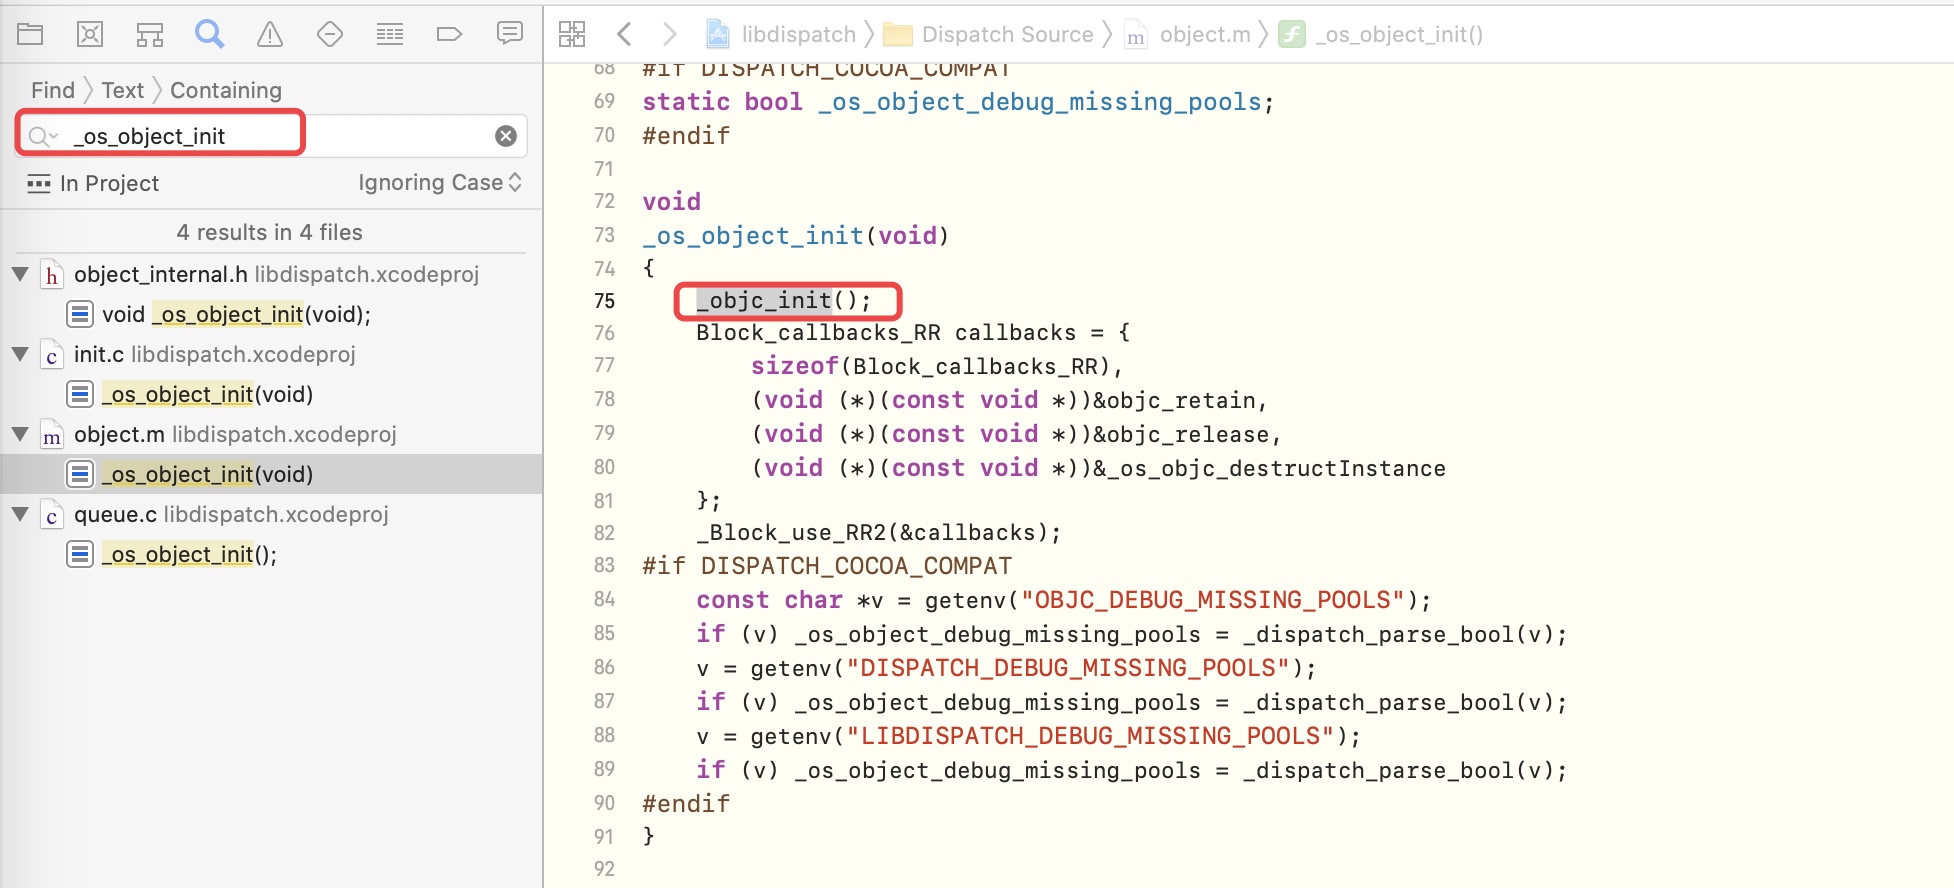 Find Text Containing
_os_object_init
In Project Ignoring Case
4 results in 4 files
h object_internal.h libdispatch.xcodeproj
void _os_object_init(void);
c init.c libdispatch.xcodeproj
_os_object_init(void)
m object.m libdispatch.xcodeproj
_os_object_init(void)
c queue.c libdispatch.xcodeproj
_os_object_init();
libdispatch Dispatch Source m object.m f _os_object_init()
68 #if DISPATCH_COCOA_COMPAT
69 static bool _os_object_debug_missing_pools;
70 #endif
71
72 void
73 _os_object_init(void)
74 {
75 _objc_init();
76 Block_callbacks_RR callbacks = {
77 sizeof(Block_callbacks_RR),
78 (void (*)(const void *))&objc_retain,
79 (void (*)(const void *))&objc_release,
80 (void (*)(const void *))&_os_objc_destructInstance
81 };
82 _Block_use_RR2(&callbacks);
83 #if DISPATCH_COCOA_COMPAT
84 const char *v = getenv("OBJC_DEBUG_MISSING_POOLS");
85 if (v) _os_object_debug_missing_pools = _dispatch_parse_bool(v);
86 v = getenv("DISPATCH_DEBUG_MISSING_POOLS");
87 if (v) _os_object_debug_missing_pools = _dispatch_parse_bool(v);
88 v = getenv("LIBDISPATCH_DEBUG_MISSING_POOLS");
89 if (v) _os_object_debug_missing_pools = _dispatch_parse_bool(v);
90 #endif
91 }
92